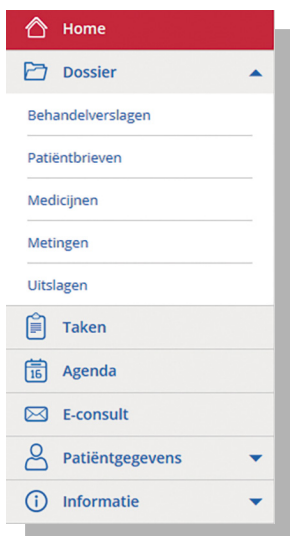 Home
Dossier
Behandelverslagen
Patiëntbrieven
Medicijnen
Metingen
Uitslagen
Taken
16 Agenda
E-consult
Patiëntgegevens
Informatie